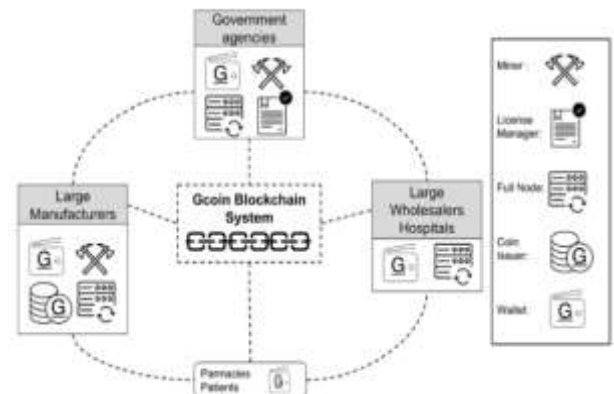 Government
agencies
G
Large
Manufacturers
G
G
Gcoin Blockchain
System
Large
Wholesalers
Hospitals
G
Parmacies
Patients
G
Miner :
License
Manager:
Full Node:
Coin
Issuer:
G
Wallet:
G